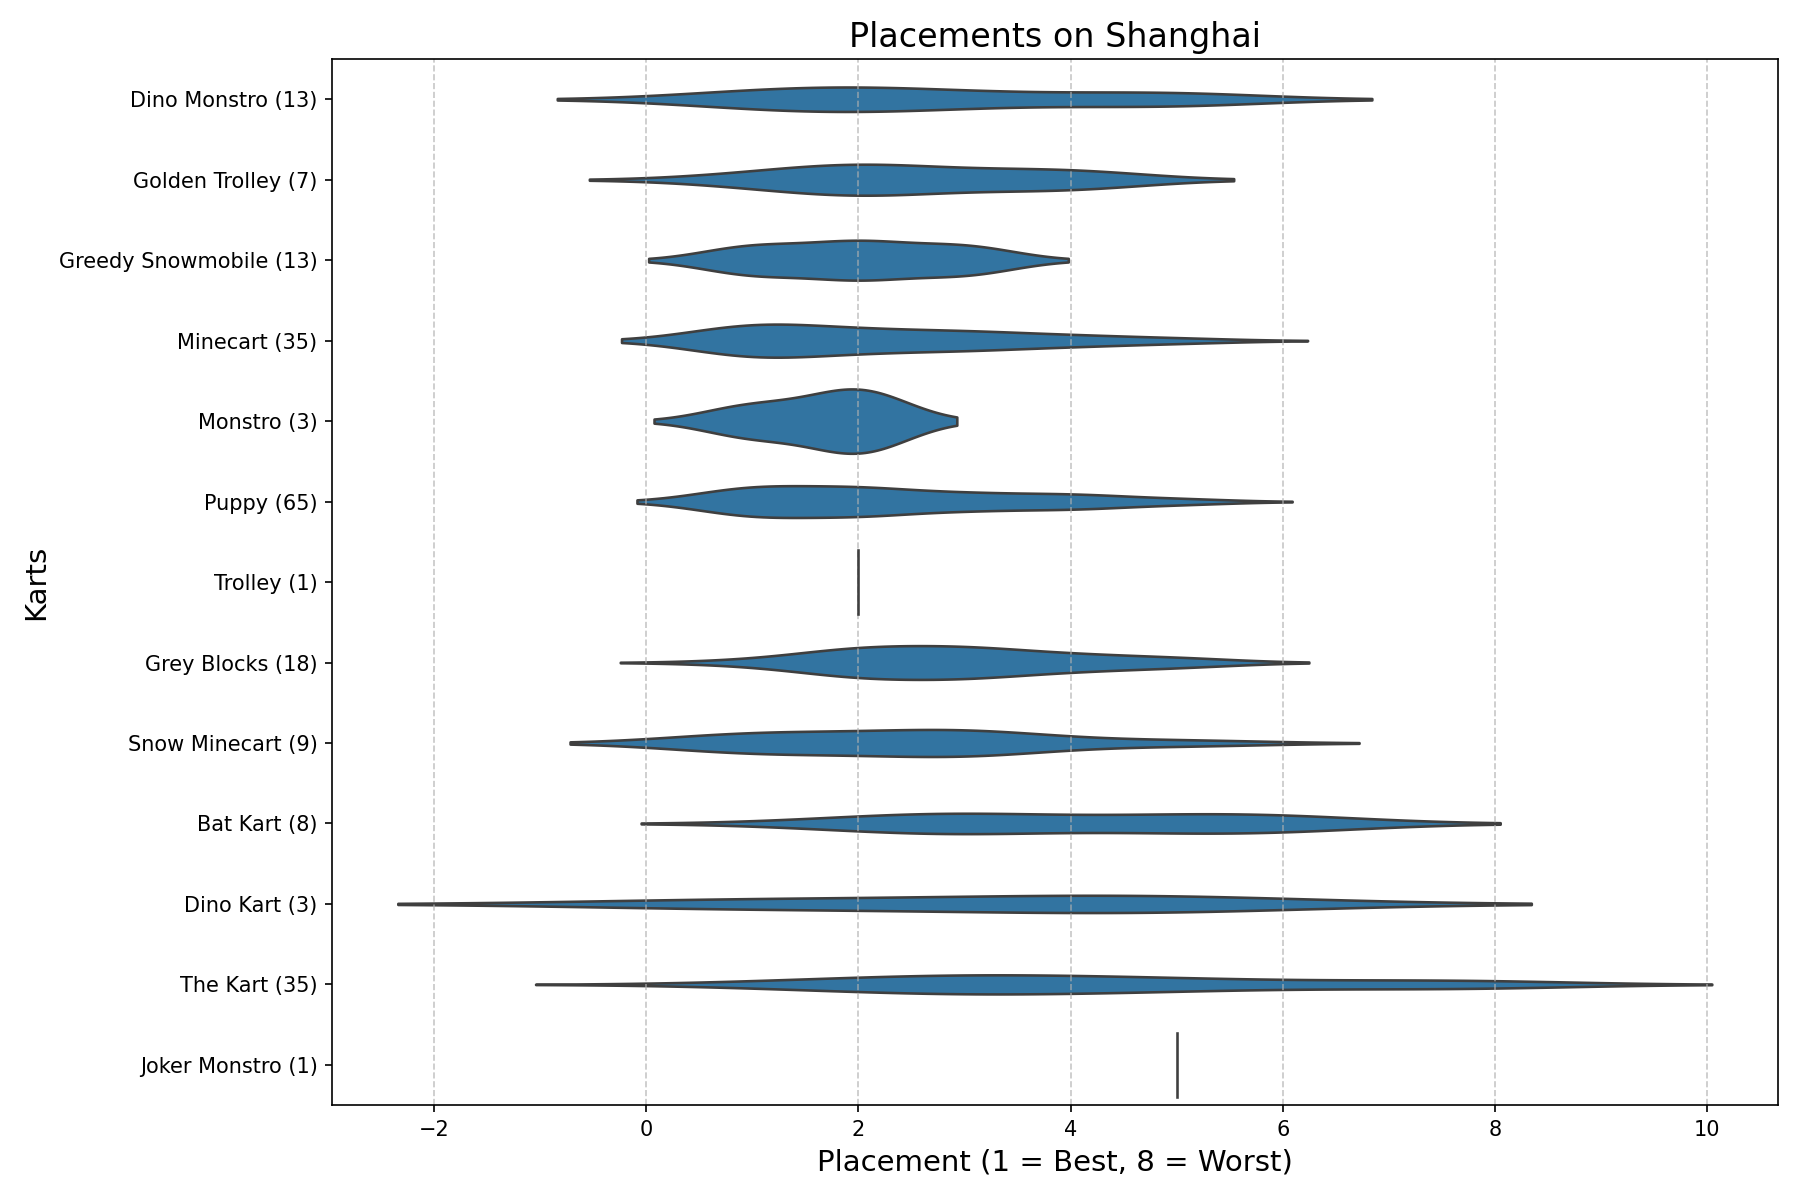 Placements on Shanghai
Karts
Dino Monstro (13)
Golden Trolley (7)
Greedy Snowmobile (13)
Minecart (35)
Monstro (3)
Puppy (65)
Trolley (1)
Grey Blocks (18)
Snow Minecart (9)
Bat Kart (8)
Dino Kart (3)
The Kart (35)
Joker Monstro (1)
−2 0 2 4 6 8 10
Placement (1 = Best, 8 = Worst)